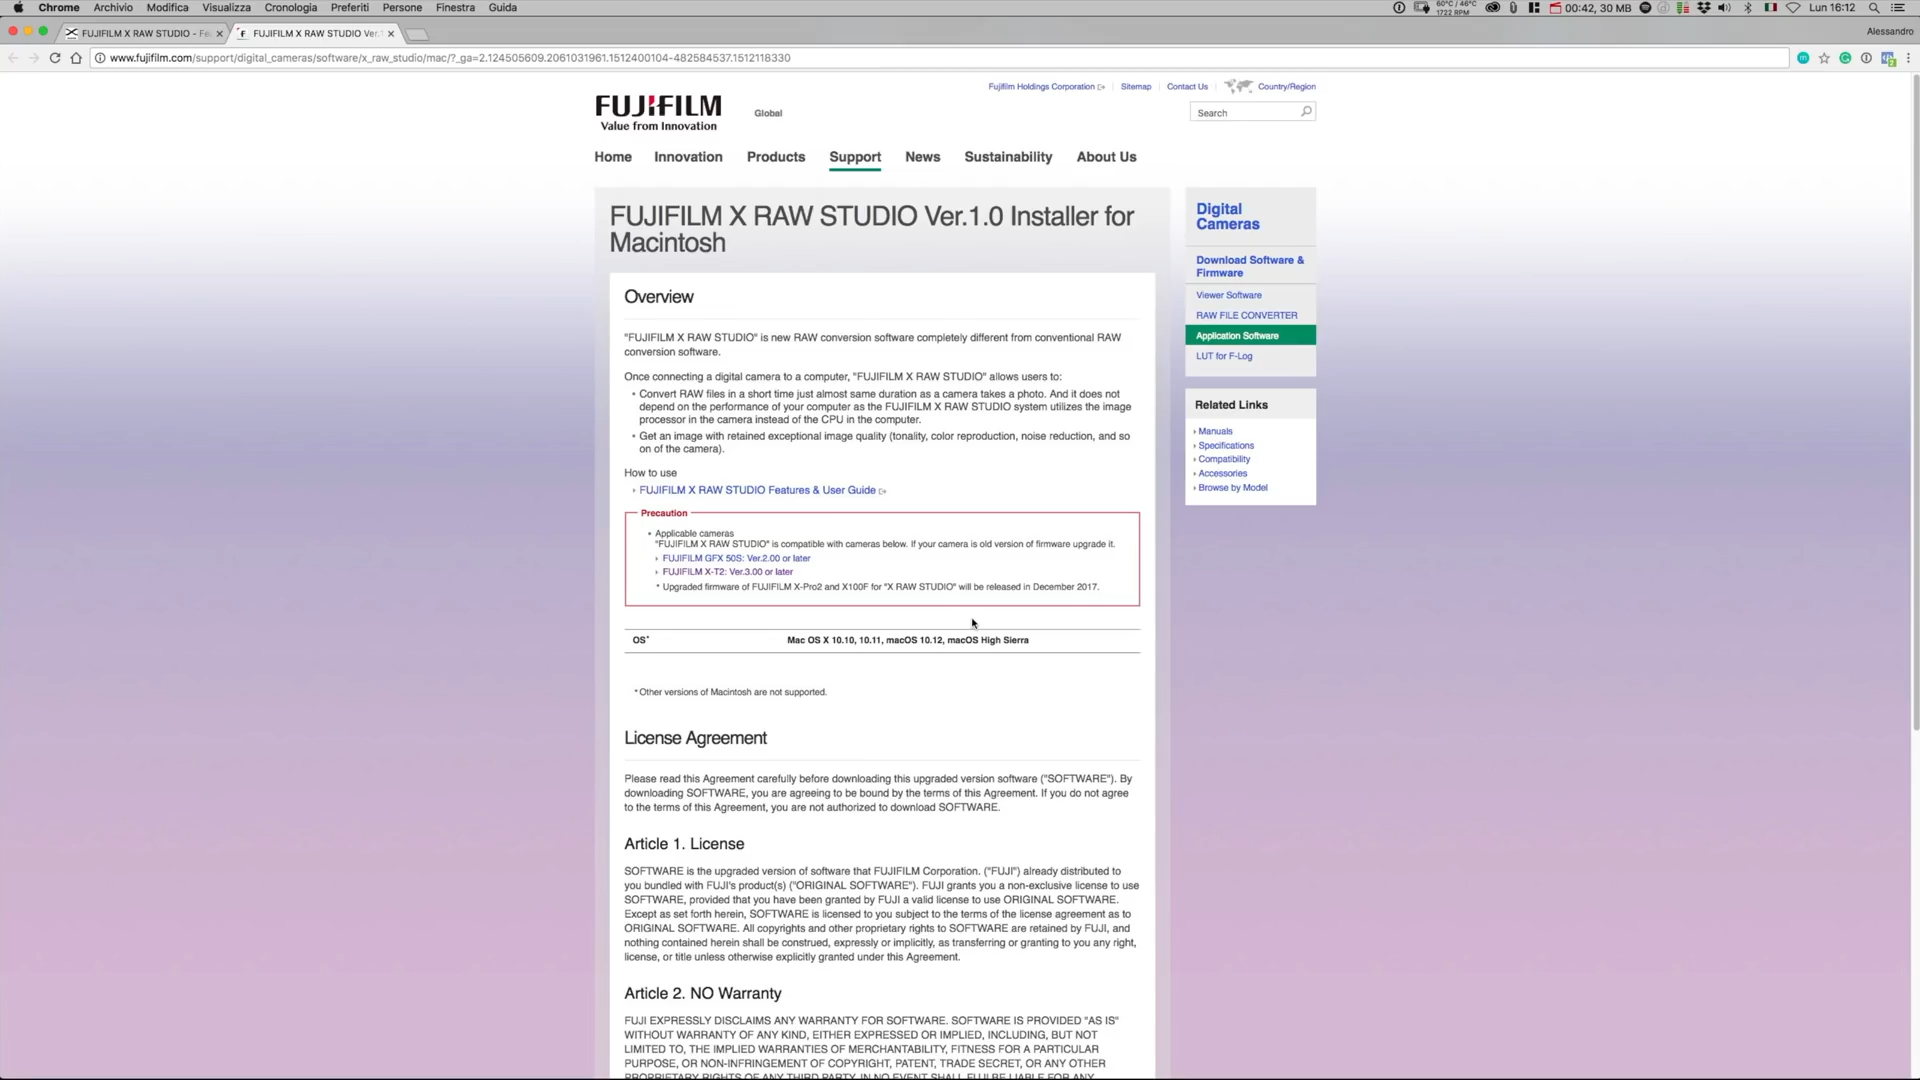 Chrome Archivio Modifica Visualizza Cronologia Preferiti Persone Finestra Guida
60°C / 46°C
1722 RPM
00:42, 30 MB
Lun 16:12
FUJIFILM X RAW STUDIO - Fe
FUJIFILM X RAW STUDIO Ver.
Alessandro
www.fujifilm.com/support/digital_cameras/software/x_raw_studio/mac/?_ga=2.124505609.2061031961.1512400104-482584537.1512118330
Fujifilm Holdings Corporation | Sitemap | Contact Us | Country/Region
FUJIFILM
Value from Innovation
Global
Search
Home Innovation Products Support News Sustainability About Us
FUJIFILM X RAW STUDIO Ver.1.0 Installer for
Macintosh
Overview
"FUJIFILM X RAW STUDIO" is new RAW conversion software completely different from conventional RAW
conversion software.
Once connecting a digital camera to a computer, "FUJIFILM X RAW STUDIO" allows users to:
• Convert RAW files in a short time just almost same duration as a camera takes a photo. And it does not
depend on the performance of your computer as the FUJIFILM X RAW STUDIO system utilizes the image
processor in the camera instead of the CPU in the computer.
• Get an image with retained exceptional image quality (tonality, color reproduction, noise reduction, and so
on of the camera).
How to use
FUJIFILM X RAW STUDIO Features & User Guide
Precaution
• Applicable cameras
"FUJIFILM X RAW STUDIO" is compatible with cameras below. If your camera is old version of firmware upgrade it.
FUJIFILM GFX 50S: Ver.2.00 or later
FUJIFILM X-T2: Ver.3.00 or later
* Upgraded firmware of FUJIFILM X-Pro2 and X100F for "X RAW STUDIO" will be released in December 2017.
OS* Mac OS X 10.10, 10.11, macOS 10.12, macOS High Sierra
* Other versions of Macintosh are not supported.
License Agreement
Please read this Agreement carefully before downloading this upgraded version software ("SOFTWARE"). By
downloading SOFTWARE, you are agreeing to be bound by the terms of this Agreement. If you do not agree
to the terms of this Agreement, you are not authorized to download SOFTWARE.
Article 1. License
SOFTWARE is the upgraded version of software that FUJIFILM Corporation. ("FUJI") already distributed to
you bundled with FUJI's product(s) ("ORIGINAL SOFTWARE"). FUJI grants you a non-exclusive license to use
SOFTWARE, provided that you have been granted by FUJI a valid license to use ORIGINAL SOFTWARE.
Except as set forth herein, SOFTWARE is licensed to you subject to the terms of the license agreement as to
ORIGINAL SOFTWARE. All copyrights and other proprietary rights to SOFTWARE are retained by FUJI, and
nothing contained herein shall be construed, expressly or implicitly, as transferring or granting to you any right,
license, or title unless otherwise explicitly granted under this Agreement.
Article 2. NO Warranty
FUJI EXPRESSLY DISCLAIMS ANY WARRANTY FOR SOFTWARE. SOFTWARE IS PROVIDED "AS IS"
WITHOUT WARRANTY OF ANY KIND, EITHER EXPRESSED OR IMPLIED, INCLUDING, BUT NOT
LIMITED TO, THE IMPLIED WARRANTIES OF MERCHANTABILITY, FITNESS FOR A PARTICULAR
PURPOSE, OR NON-INFRINGEMENT OF COPYRIGHT, PATENT, TRADE SECRET, OR ANY OTHER
PROPRIETARY RIGHTS OF ANY THIRD PARTY. IN NO EVENT SHALL FUJI BE LIABLE FOR ANY
Digital
Cameras
Download Software &
Firmware
Viewer Software
RAW FILE CONVERTER
Application Software
LUT for F-Log
Related Links
Manuals
Specifications
Compatibility
Accessories
Browse by Model